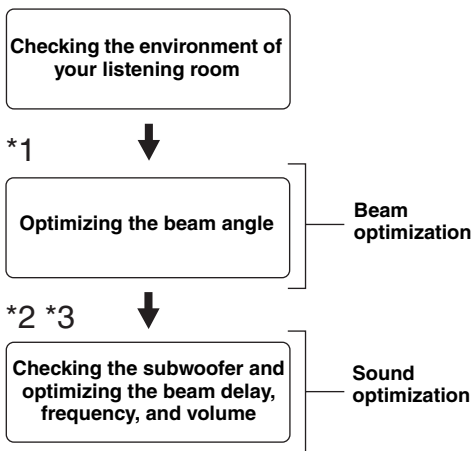 Checking the environment of
your listening room
*1
Optimizing the beam angle
Beam
optimization
*2 *3
Checking the subwoofer and
optimizing the beam delay,
frequency, and volume
Sound
optimization